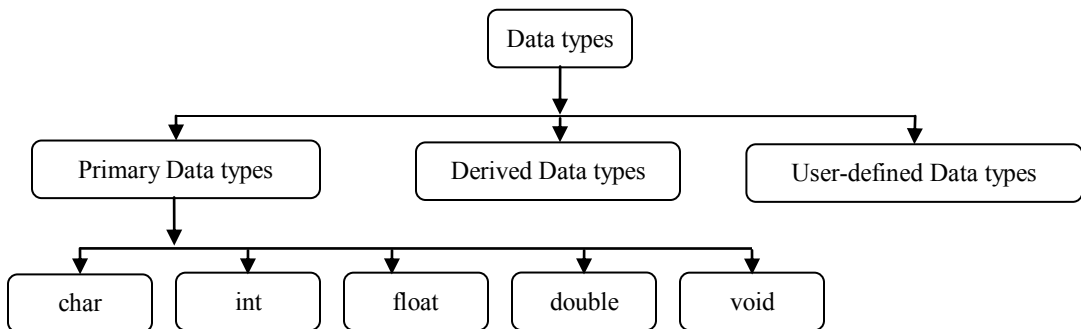 Data types
Primary Data types
Derived Data types
User-defined Data types
char
int
float
double
void